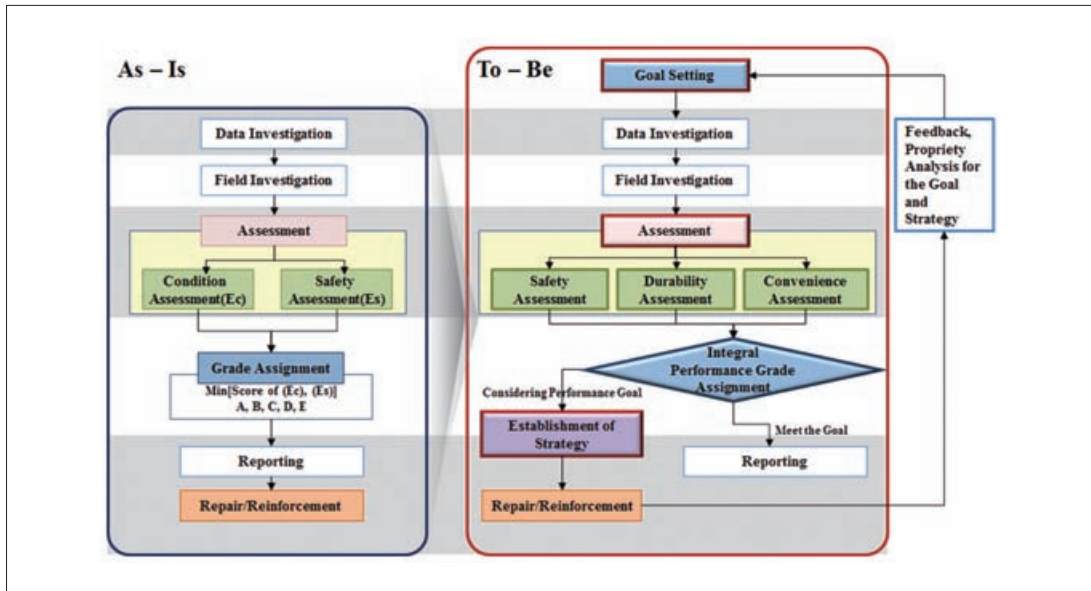 As – Is
Data Investigation
Field Investigation
Assessment
Condition
Assessment(Ec)
Safety
Assessment(Es)
Grade Assignment
Min[Score of (Ec), (Es)]
A, B, C, D, E
Reporting
Repair/Reinforcement
To – Be
Goal Setting
Data Investigation
Field Investigation
Assessment
Safety
Assessment
Durability
Assessment
Convenience
Assessment
Integral
Performance Grade
Assignment
Considering Performance Goal
Establishment of
Strategy
Meet the Goal
Reporting
Repair/Reinforcement
Feedback,
Propriety
Analysis for
the Goal
and
Strategy